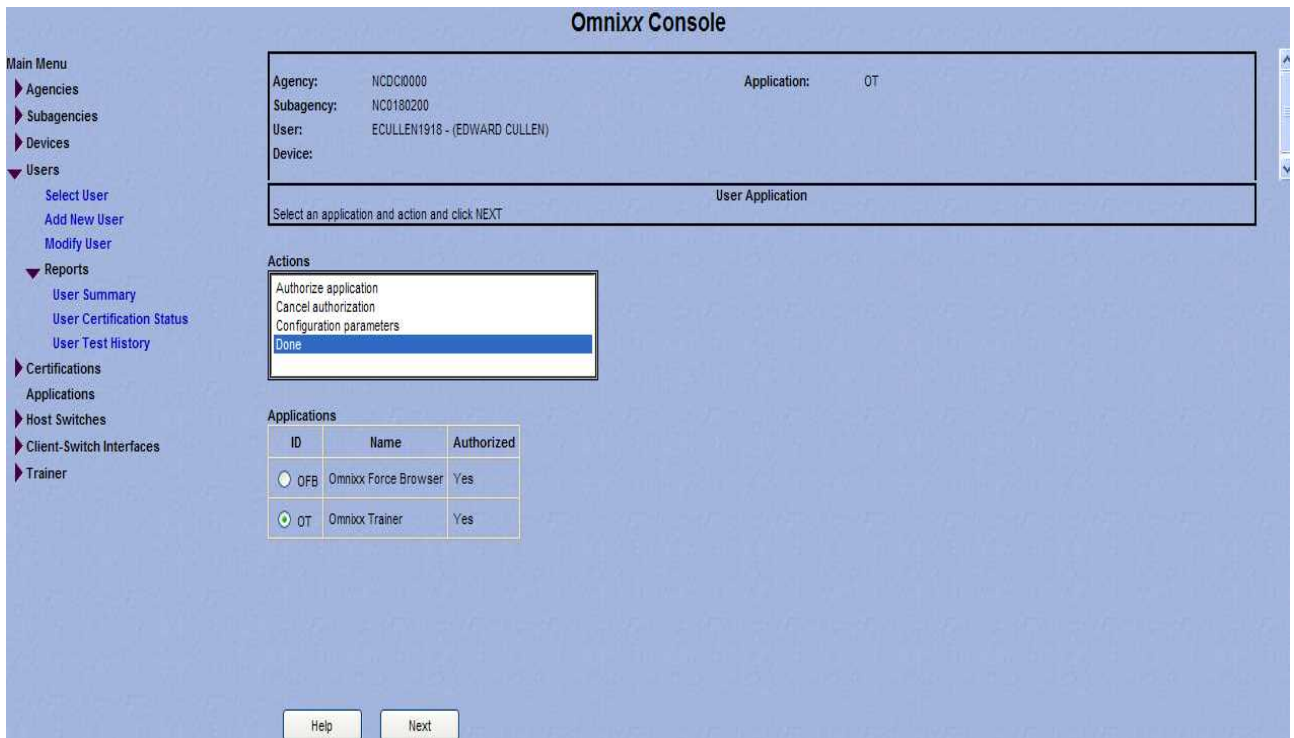 Omnixx Console
Main Menu
Agencies
Subagencies
Devices
Users
Select User
Add New User
Modify User
Reports
User Summary
User Certification Status
User Test History
Certifications
Applications
Host Switches
Client-Switch Interfaces
Trainer
Agency: NCDCI0000 Application: OT
Subagency: NC0180200
User: ECULLEN1918 - (EDWARD CULLEN)
Device:
User Application
Select an application and action and click NEXT
Actions
Authorize application
Cancel authorization
Configuration parameters
Done
Applications
ID Name Authorized
OFB Omnixx Force Browser Yes
OT Omnixx Trainer Yes
Help Next